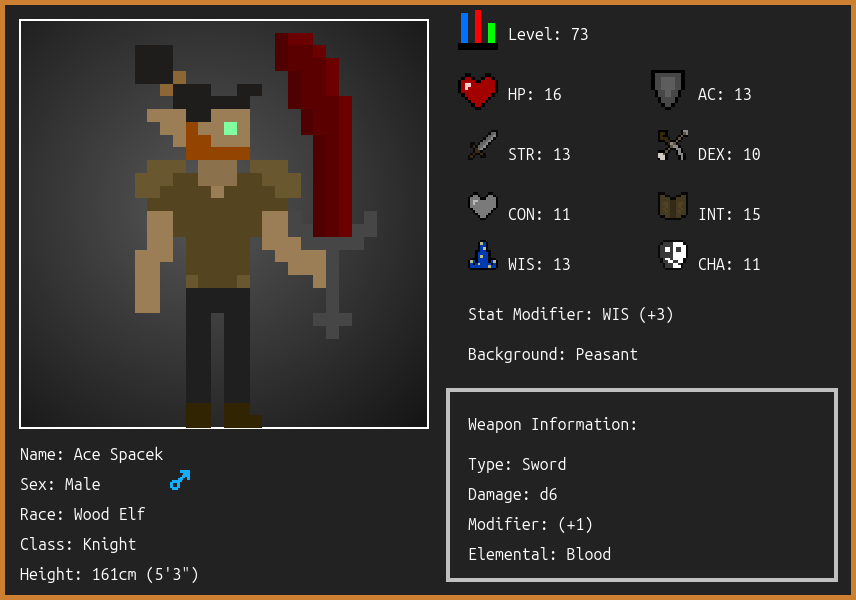 Level: 73
HP: 16
AC: 13
STR: 13
DEX: 10
CON: 11
INT: 15
WIS: 13
CHA: 11
Stat Modifier: WIS (+3)
Background: Peasant
Weapon Information:
Type: Sword
Damage: d6
Modifier: (+1)
Elemental: Blood
Name: Ace Spacek
Sex: Male
Race: Wood Elf
Class: Knight
Height: 161cm (5'3")